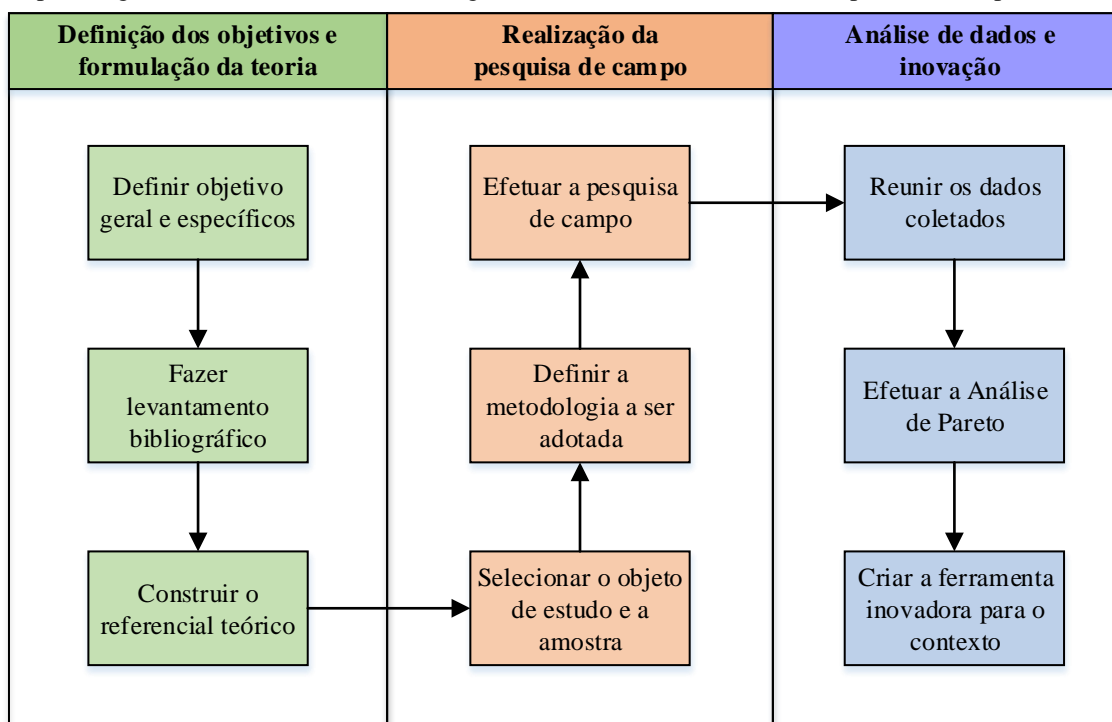 Definição dos objetivos e
formulação da teoria
Realização da
pesquisa de campo
Análise de dados e
inovação
Definir objetivo
geral e específicos
Fazer
levantamento
bibliográfico
Construir o
referencial teórico
Efetuar a pesquisa
de campo
Definir a
metodologia a ser
adotada
Selecionar o objeto
de estudo e a
amostra
Reunir os dados
coletados
Efetuar a Análise
de Pareto
Criar a ferramenta
inovadora para o
contexto